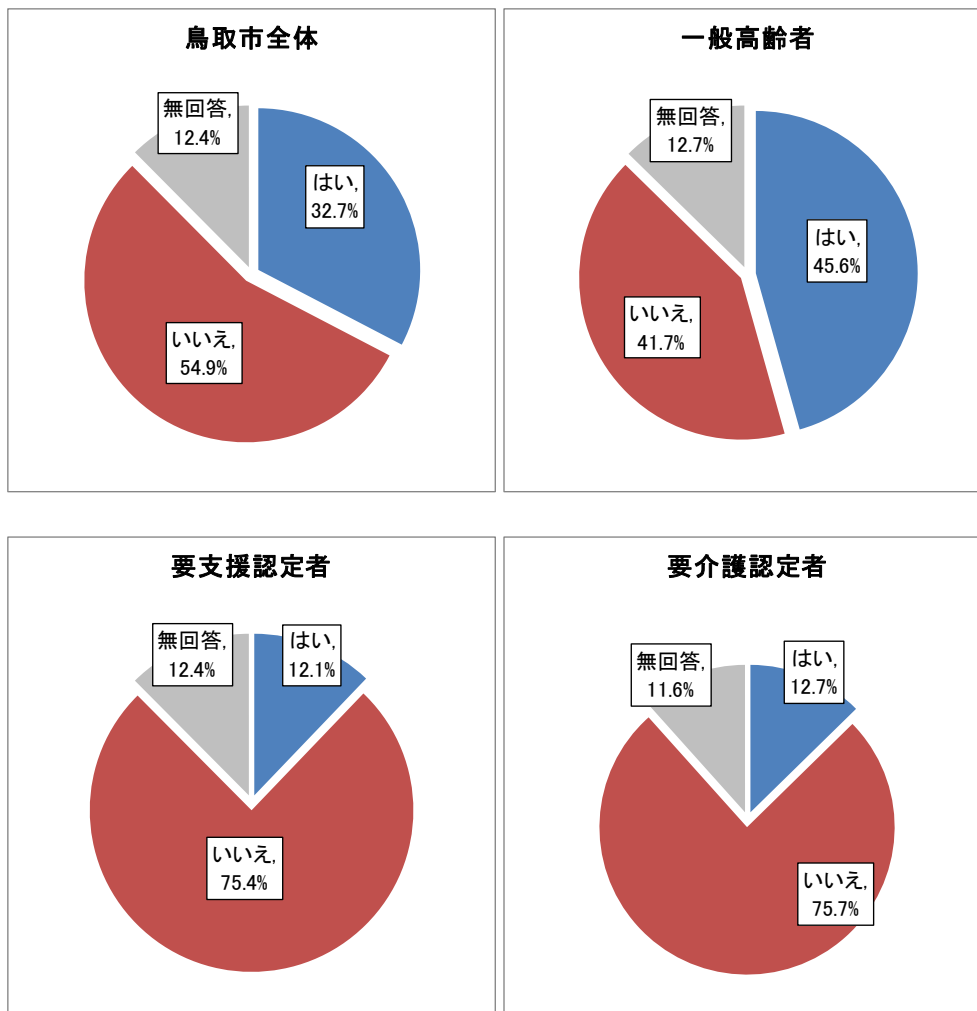 鳥取市全体
無回答,
12.4%
はい,
32.7%
いいえ,
54.9%
一般高齢者
無回答,
12.7%
はい,
45.6%
いいえ,
41.7%
要支援認定者
無回答,
12.4%
はい,
12.1%
いいえ,
75.4%
要介護認定者
無回答,
11.6%
はい,
12.7%
いいえ,
75.7%